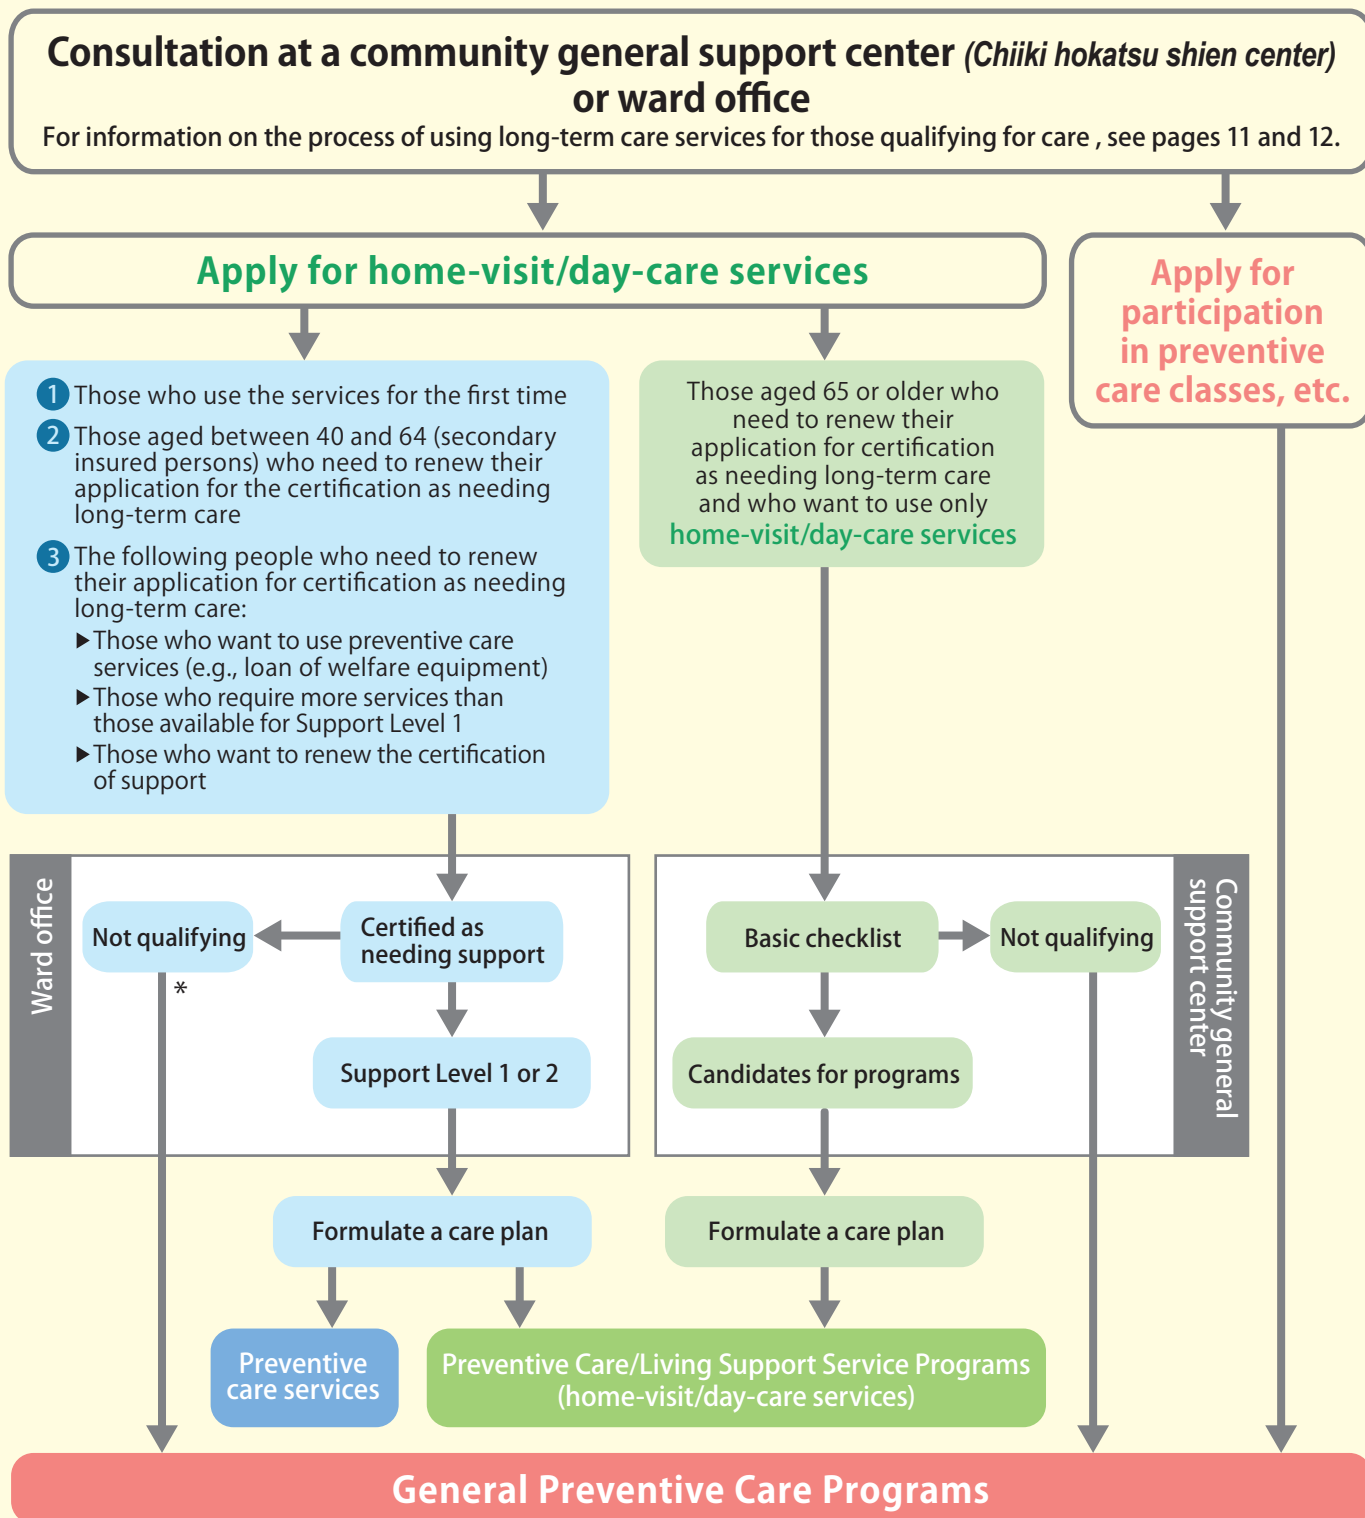 Consultation at a community general support center (Chiiki hokatsu shien center)
or ward office
For information on the process of using long-term care services for those qualifying for care , see pages 11 and 12.
Apply for home-visit/day-care services
Apply for
participation
in preventive
care classes, etc.
1 Those who use the services for the first time
2 Those aged between 40 and 64 (secondary
insured persons) who need to renew their
application for the certification as needing
long-term care
3 The following people who need to renew
their application for certification as needing
long-term care:
▶Those who want to use preventive care
services (e.g., loan of welfare equipment)
▶Those who require more services than
those available for Support Level 1
▶Those who want to renew the certification
of support
Those aged 65 or older who
need to renew their
application for certification
as needing long-term care
and who want to use only
home-visit/day-care services
Ward office
Not qualifying
*
Certified as
needing support
Support Level 1 or 2
Basic checklist
Not qualifying
Candidates for programs
Community general
support center
Formulate a care plan
Formulate a care plan
Preventive
care services
Preventive Care/Living Support Service Programs
(home-visit/day-care services)
General Preventive Care Programs